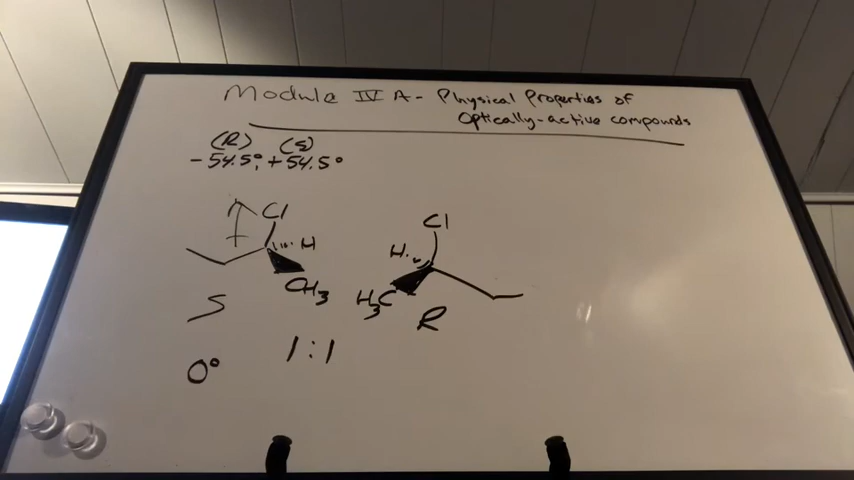 Module IV A - Physical Properties of
Optically-active compounds
(R) (S)
-54.5°, +54.5°
Cl Cl
H H
CH3 H3C
S R
1:1
0°